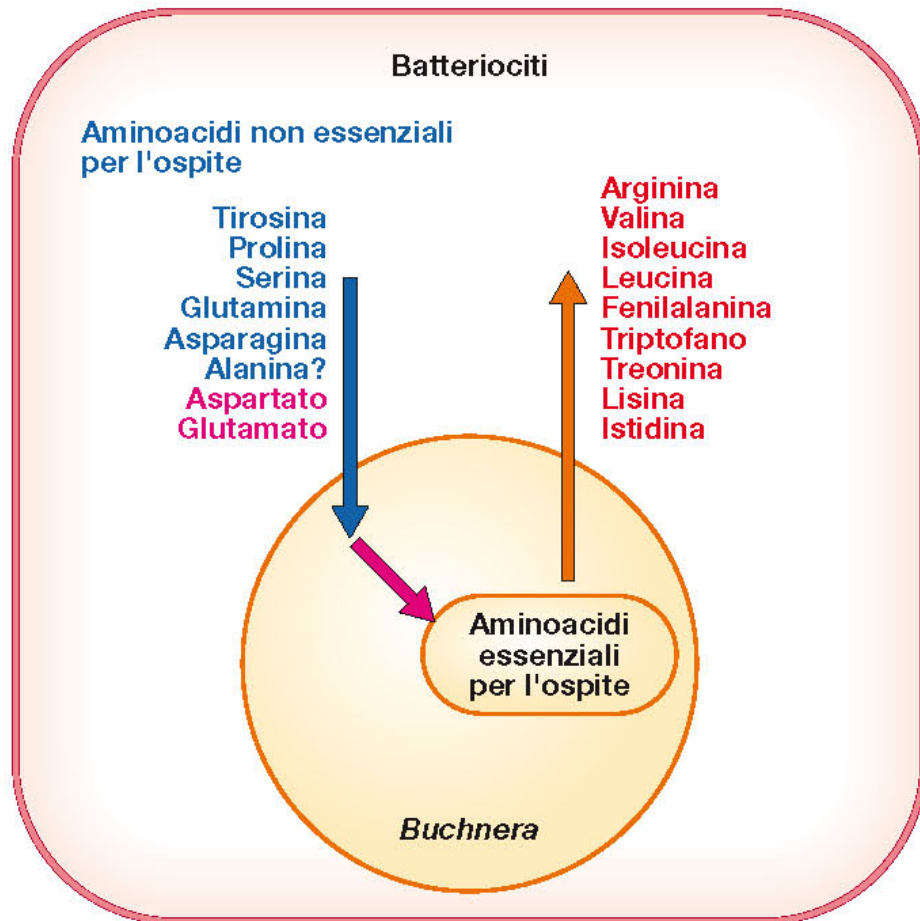 Batteriociti
Aminoacidi non essenziali
per l'ospite
Tirosina
Prolina
Serina
Glutamina
Asparagina
Alanina?
Aspartato
Glutamato
Arginina
Valina
Isoleucina
Leucina
Fenilalanina
Triptofano
Treonina
Lisina
Istidina
Aminoacidi
essenziali
per l'ospite
Buchnera